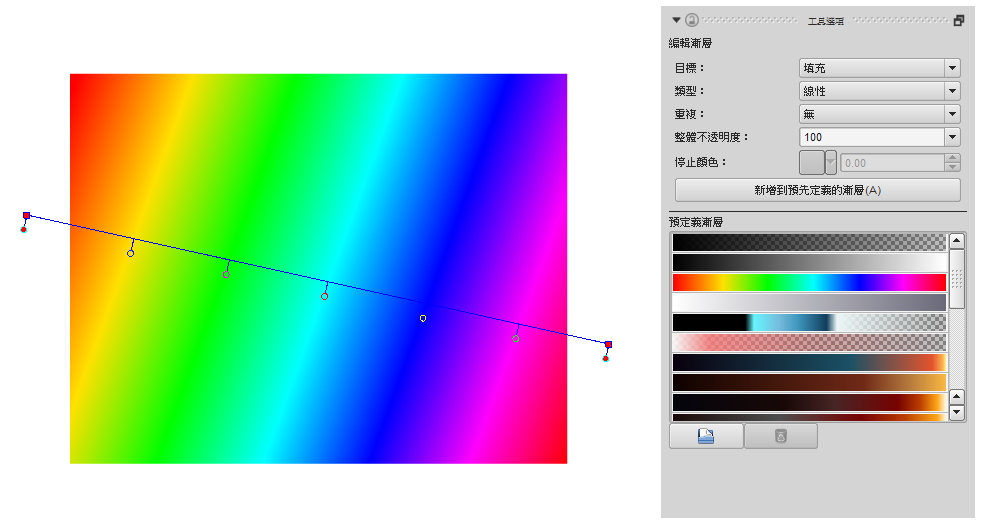 工具選項
編輯漸層
目標：
填充
類型：
線性
重複：
無
整體不透明度：
100
停止顏色：
0.00
新增到預先定義的漸層(A)
預定義漸層